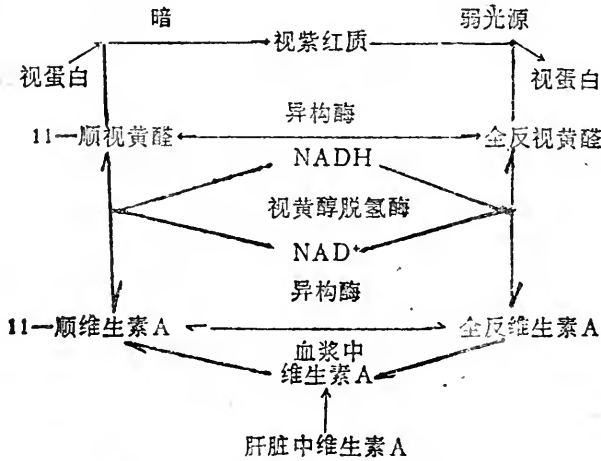 暗 弱光源
视紫红质
视蛋白 视蛋白
异构酶
11—顺视黄醛 全反视黄醛
NADH
视黄醇脱氢酶
NAD⁺
异构酶
11—顺维生素A 全反维生素A
血浆中
维生素A
肝脏中维生素A